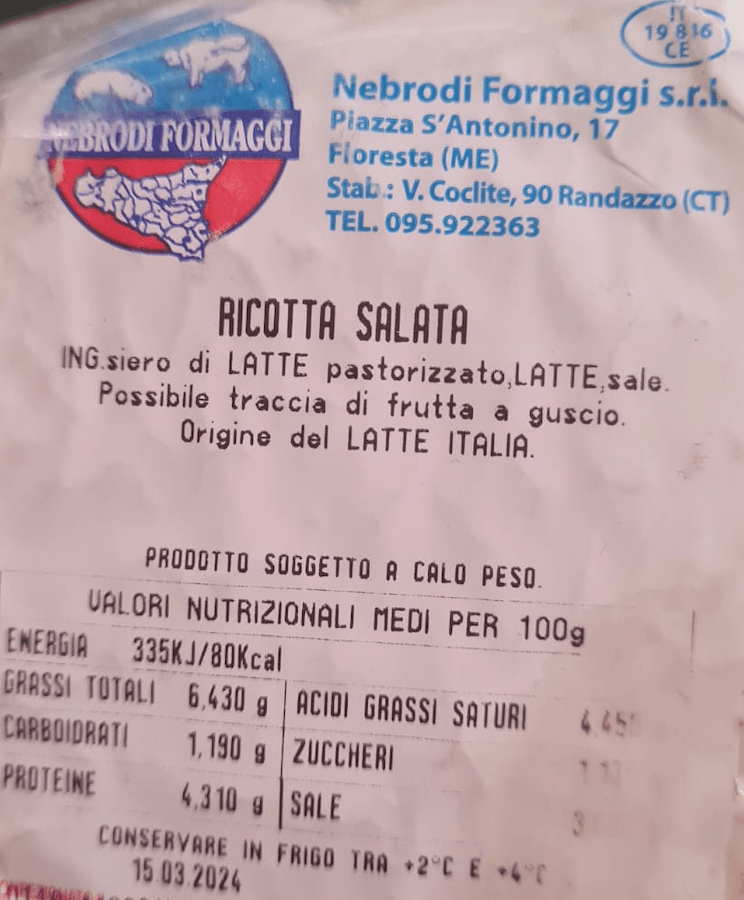 IT
19 816
CE
NEBRODI FORMAGGI
Nebrodi Formaggi s.r.l.
Piazza S'Antonino, 17
Floresta (ME)
Stab.: V. Coclite, 90 Randazzo (CT)
TEL. 095.922363
RICOTTA SALATA
ING.siero di LATTE pastorizzato,LATTE,sale.
Possibile traccia di frutta a guscio.
Origine del LATTE ITALIA.
PRODOTTO SOGGETTO A CALO PESO.
VALORI NUTRIZIONALI MEDI PER 100g
ENERGIA 335KJ/80Kcal
GRASSI TOTALI 6,430 g ACIDI GRASSI SATURI
CARBOIDRATI 1,190 g ZUCCHERI
PROTEINE 4,310 g SALE
CONSERVARE IN FRIGO TRA +2°C E +4°C
15.03.2024